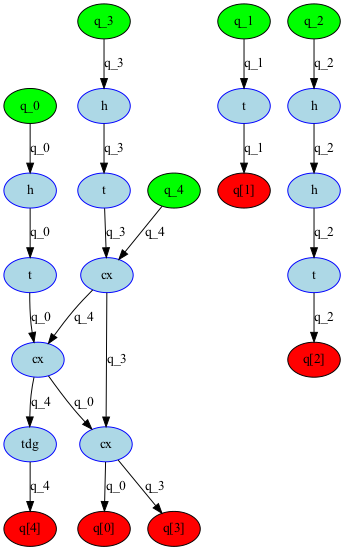 q_3 q_1 q_2
q_3 q_1 q_2
q_0 h t h
q_0 q_3 q_1 q_2
h t q_4 q[1] h
q_0 q_3 q_4 q_2
t cx t
q_0 q_4 q_2
cx q_3 q[2]
q_4 q_0
tdg cx
q_4 q_0 q_3
q[4] q[0] q[3]